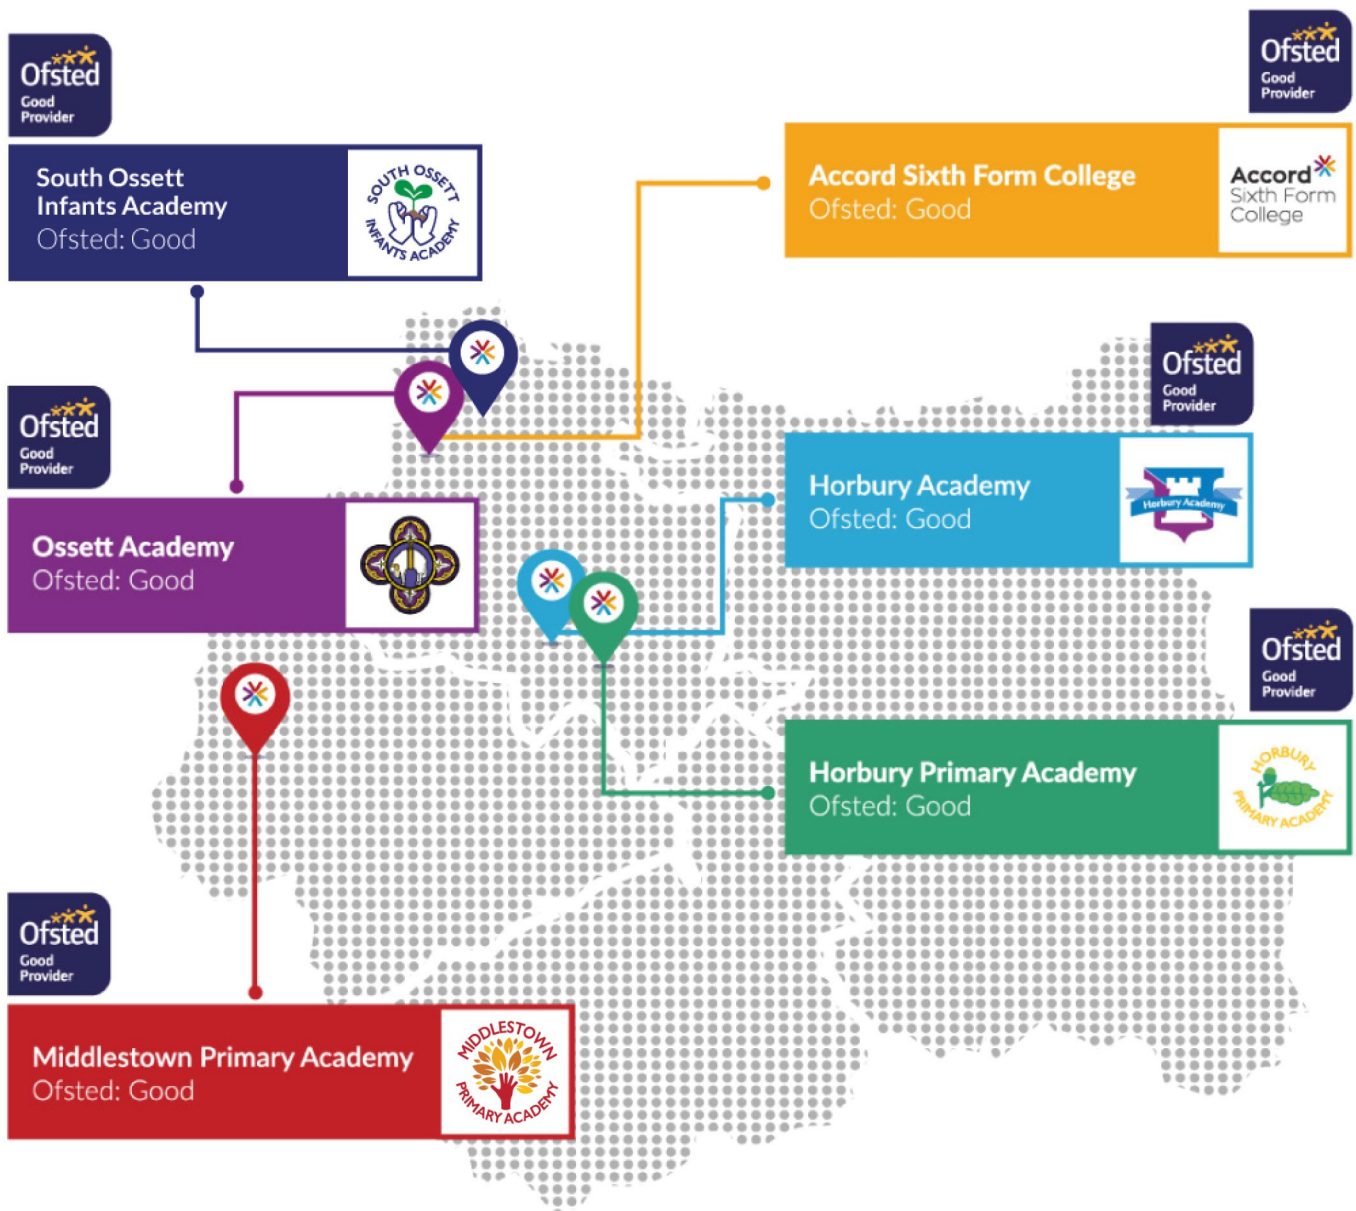 Ofsted
Good
Provider
South Ossett
Infants Academy
Ofsted: Good
SOUTH OSSETT
INFANTS ACADEMY
Ofsted
Good
Provider
Accord Sixth Form College
Ofsted: Good
Accord
Sixth Form
College
Ofsted
Good
Provider
Ossett Academy
Ofsted: Good
Ofsted
Good
Provider
Horbury Academy
Ofsted: Good
Horbury Academy
Ofsted
Good
Provider
Horbury Primary Academy
Ofsted: Good
HORBURY
PRIMARY ACADEMY
Ofsted
Good
Provider
Middlestown Primary Academy
Ofsted: Good
MIDDLESTOWN
PRIMARY ACADEMY